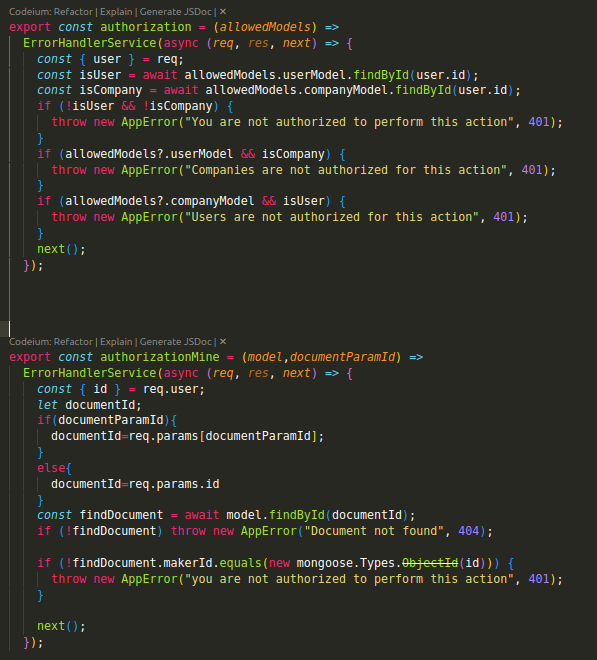 Codeium: Refactor | Explain | Generate JSDoc | ×
export const authorization = (allowedModels) =>
  ErrorHandlerService(async (req, res, next) => {
    const { user } = req;
    const isUser = await allowedModels.userModel.findById(user.id);
    const isCompany = await allowedModels.companyModel.findById(user.id);
    if (!isUser && !isCompany) {
      throw new AppError("You are not authorized to perform this action", 401);
    }
    if (allowedModels?.userModel && isCompany) {
      throw new AppError("Companies are not authorized for this action", 401);
    }
    if (allowedModels?.companyModel && isUser) {
      throw new AppError("Users are not authorized for this action", 401);
    }
    next();
  });
Codeium: Refactor | Explain | Generate JSDoc | ×
export const authorizationMine = (model,documentParamId) =>
  ErrorHandlerService(async (req, res, next) => {
    const { id } = req.user;
    let documentId;
    if(documentParamId){
      documentId=req.params[documentParamId];
    }
    else{
      documentId=req.params.id
    }
    const findDocument = await model.findById(documentId);
    if (!findDocument) throw new AppError("Document not found", 404);
    if (!findDocument.makerId.equals(new mongoose.Types.ObjectId(id))) {
      throw new AppError("you are not authorized to perform this action", 401);
    }
    next();
  });